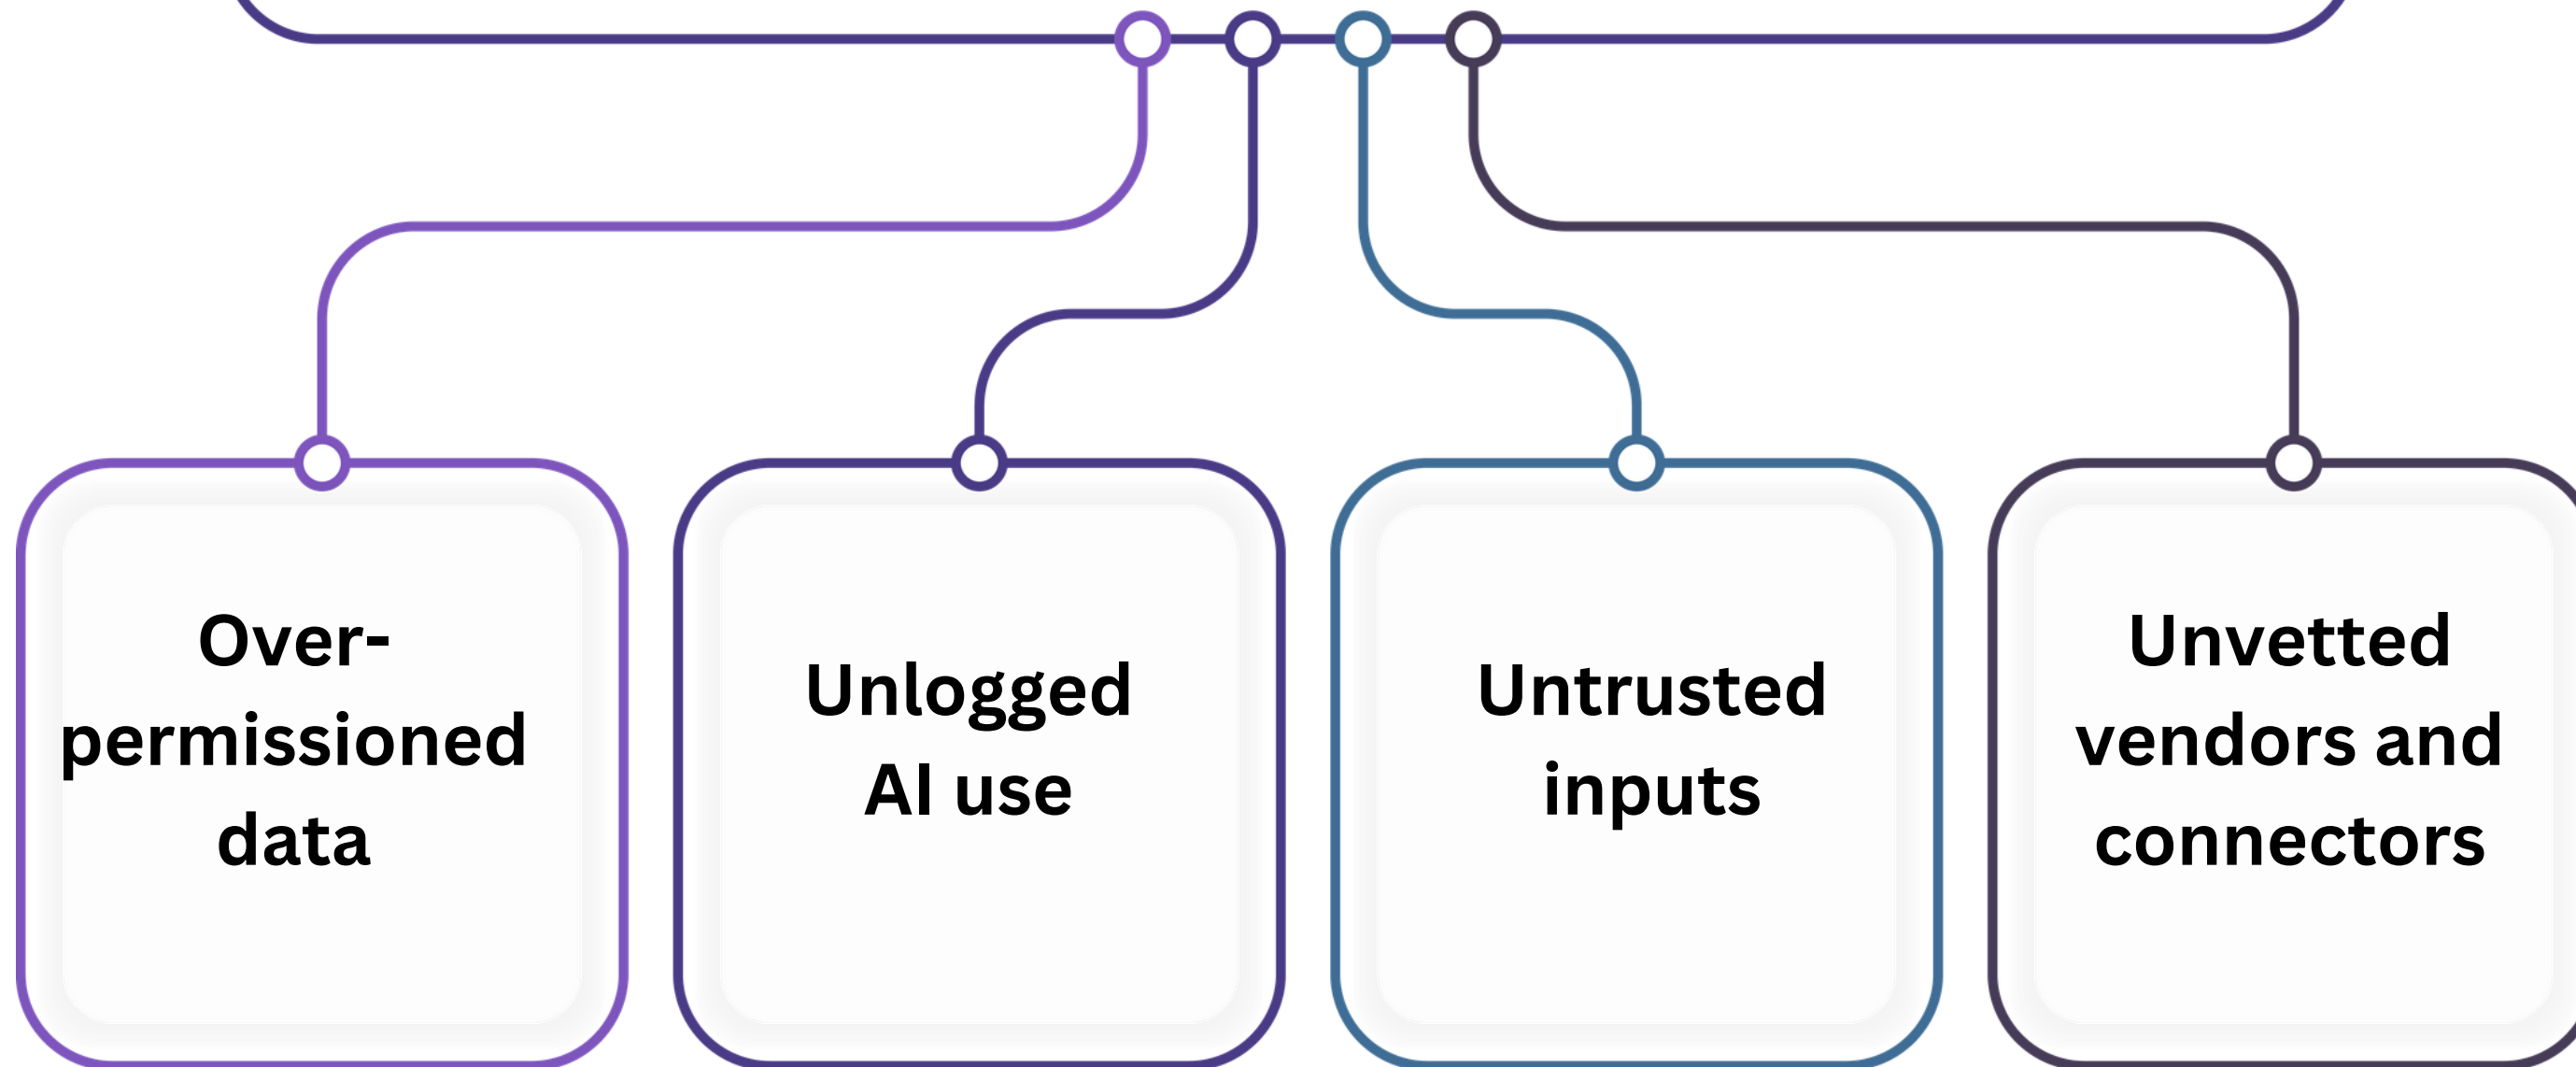 Over-
permissioned
data
Unlogged
AI use
Untrusted
inputs
Unvetted
vendors and
connectors